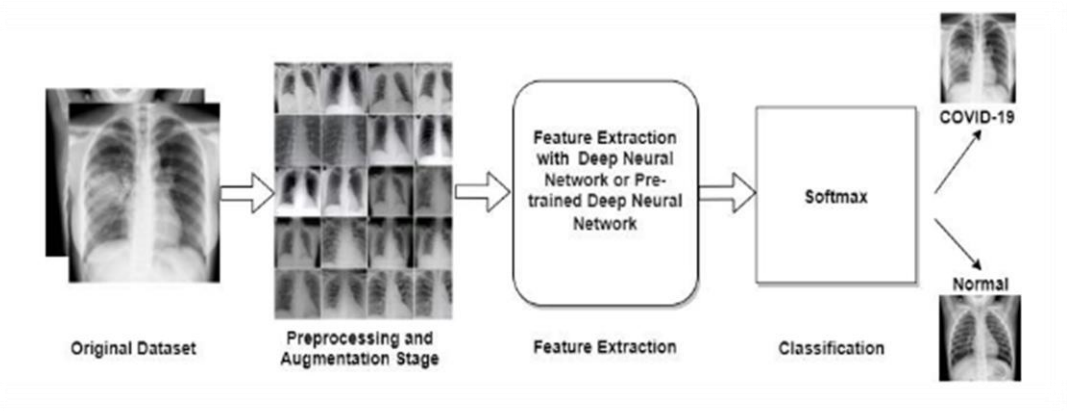 COVID-19
Feature Extraction
with Deep Neural
Network or Pre-
trained Deep Neural
Network
Softmax
Normal
Original Dataset
Preprocessing and
Augmentation Stage
Feature Extraction
Classification